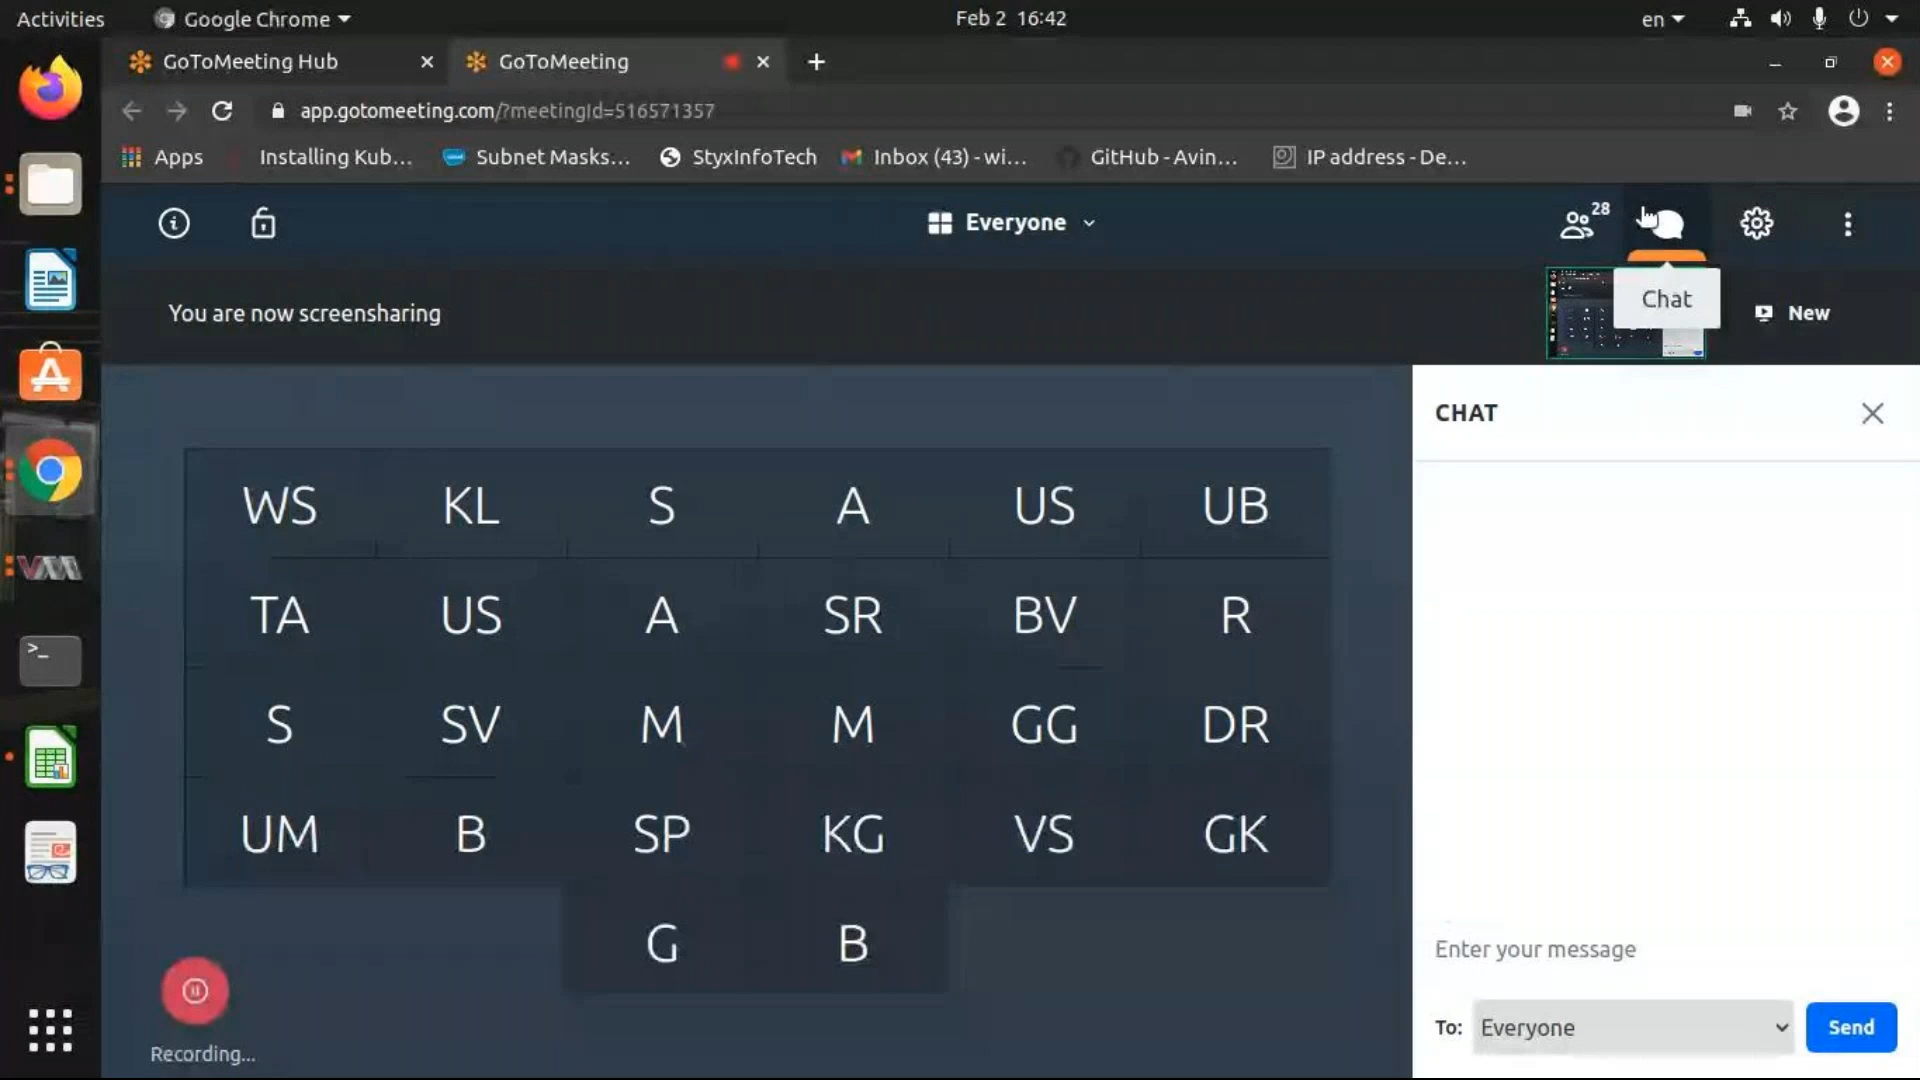 Activities Google Chrome Feb 2 16:42 en
GoToMeeting Hub GoToMeeting
app.gotomeeting.com/?meetingId=516571357
Apps Installing Kub... Subnet Masks... StyxInfoTech Inbox (43) - wi... GitHub - Avin... IP address - De...
Everyone 28
You are now screensharing Chat New
CHAT
WS KL S A US UB
TA US A SR BV R
S SV M M GG DR
UM B SP KG VS GK
G B
Enter your message
To: Everyone Send
Recording...